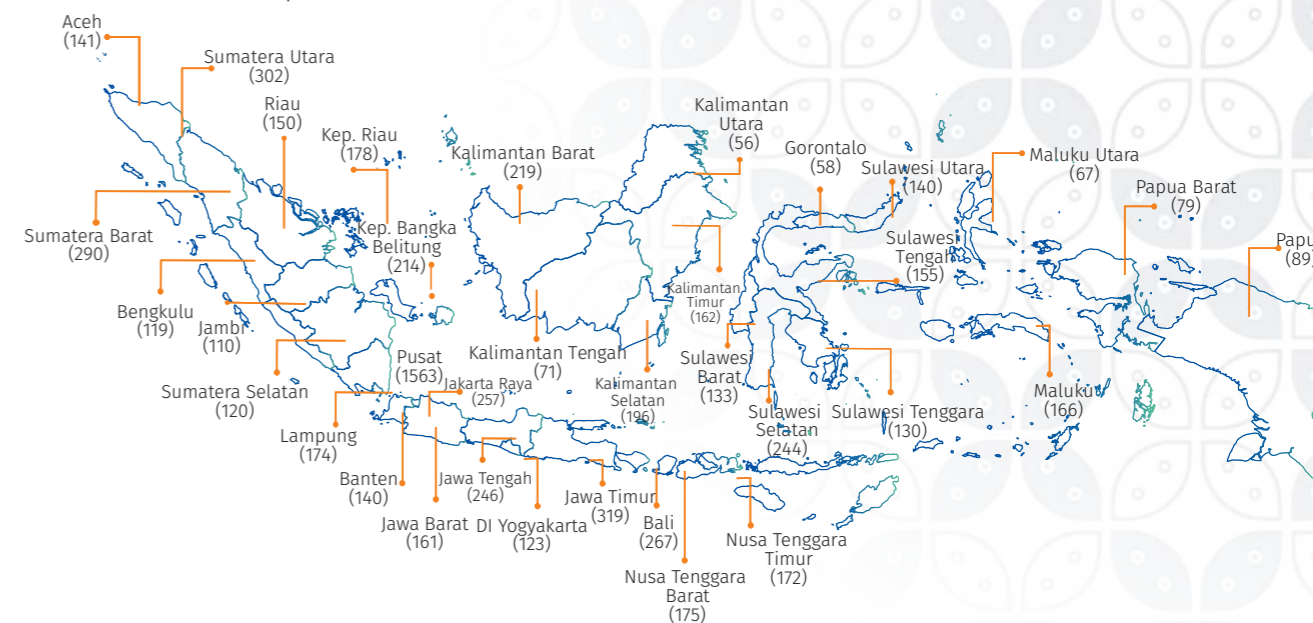 Aceh
(141)
Sumatera Utara
(302)
Riau
(150)
Kep. Riau
(178)
Kalimantan Barat
(219)
Kalimantan
Utara
(56)
Gorontalo
(58)
Sulawesi Utara
(140)
Maluku Utara
(67)
Papua Barat
(79)
Papu
(89)
Sumatera Barat
(290)
Kep. Bangka
Belitung
(214)
Sulawesi
Tengah
(155)
Bengkulu
(119)
Jambi
(110)
Kalimantan
Timur
(162)
Sumatera Selatan
(120)
Pusat
(1563)
Jakarta Raya
(257)
Kalimantan Tengah
(71)
Kalimantan
Selatan
(196)
Sulawesi
Barat
(133)
Sulawesi
Setatan
(244)
Sulawesi Tenggara
(130)
Maluku
(166)
Lampung
(174)
Banten
(140)
Jawa Barat
(161)
Jawa Tengah
(246)
DI Yogyakarta
(123)
Jawa Timur
(319)
Bali
(267)
Nusa Tenggara
Barat
(175)
Nusa Tenggara
Timur
(172)